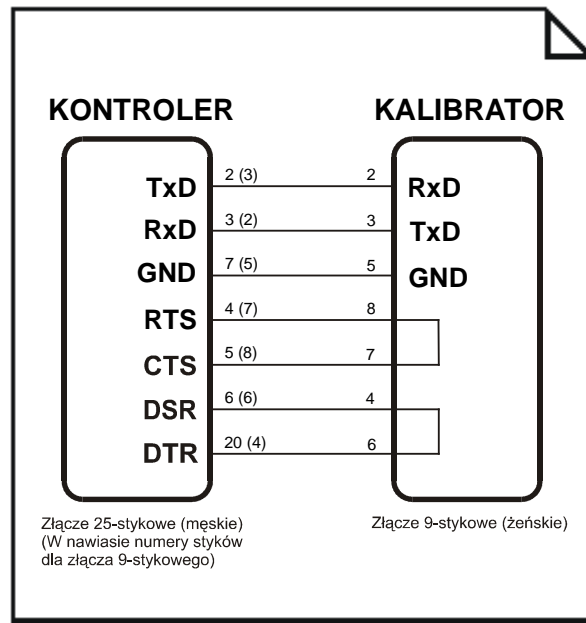 KONTROLER KALIBRATOR
TxD 2 (3) 2 RxD
RxD 3 (2) 3 TxD
GND 7 (5) 5 GND
RTS 4 (7) 8
CTS 5 (8) 7
DSR 6 (6) 4
DTR 20 (4) 6
Złącze 25-stykowe (męskie)
(W nawiasie numery styków
dla złącza 9-stykowego)
Złącze 9-stykowe (żeńskie)